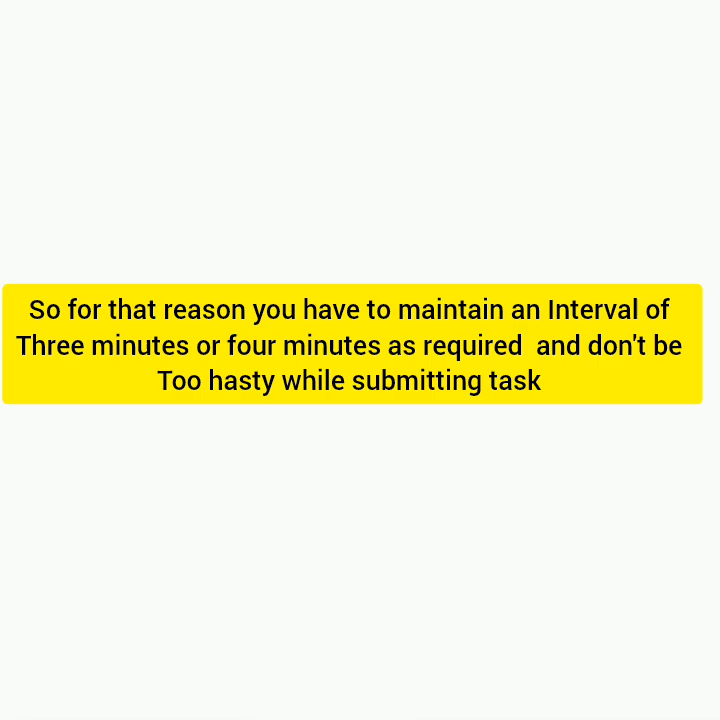 So for that reason you have to maintain an Interval of
Three minutes or four minutes as required  and don't be
Too hasty while submitting task